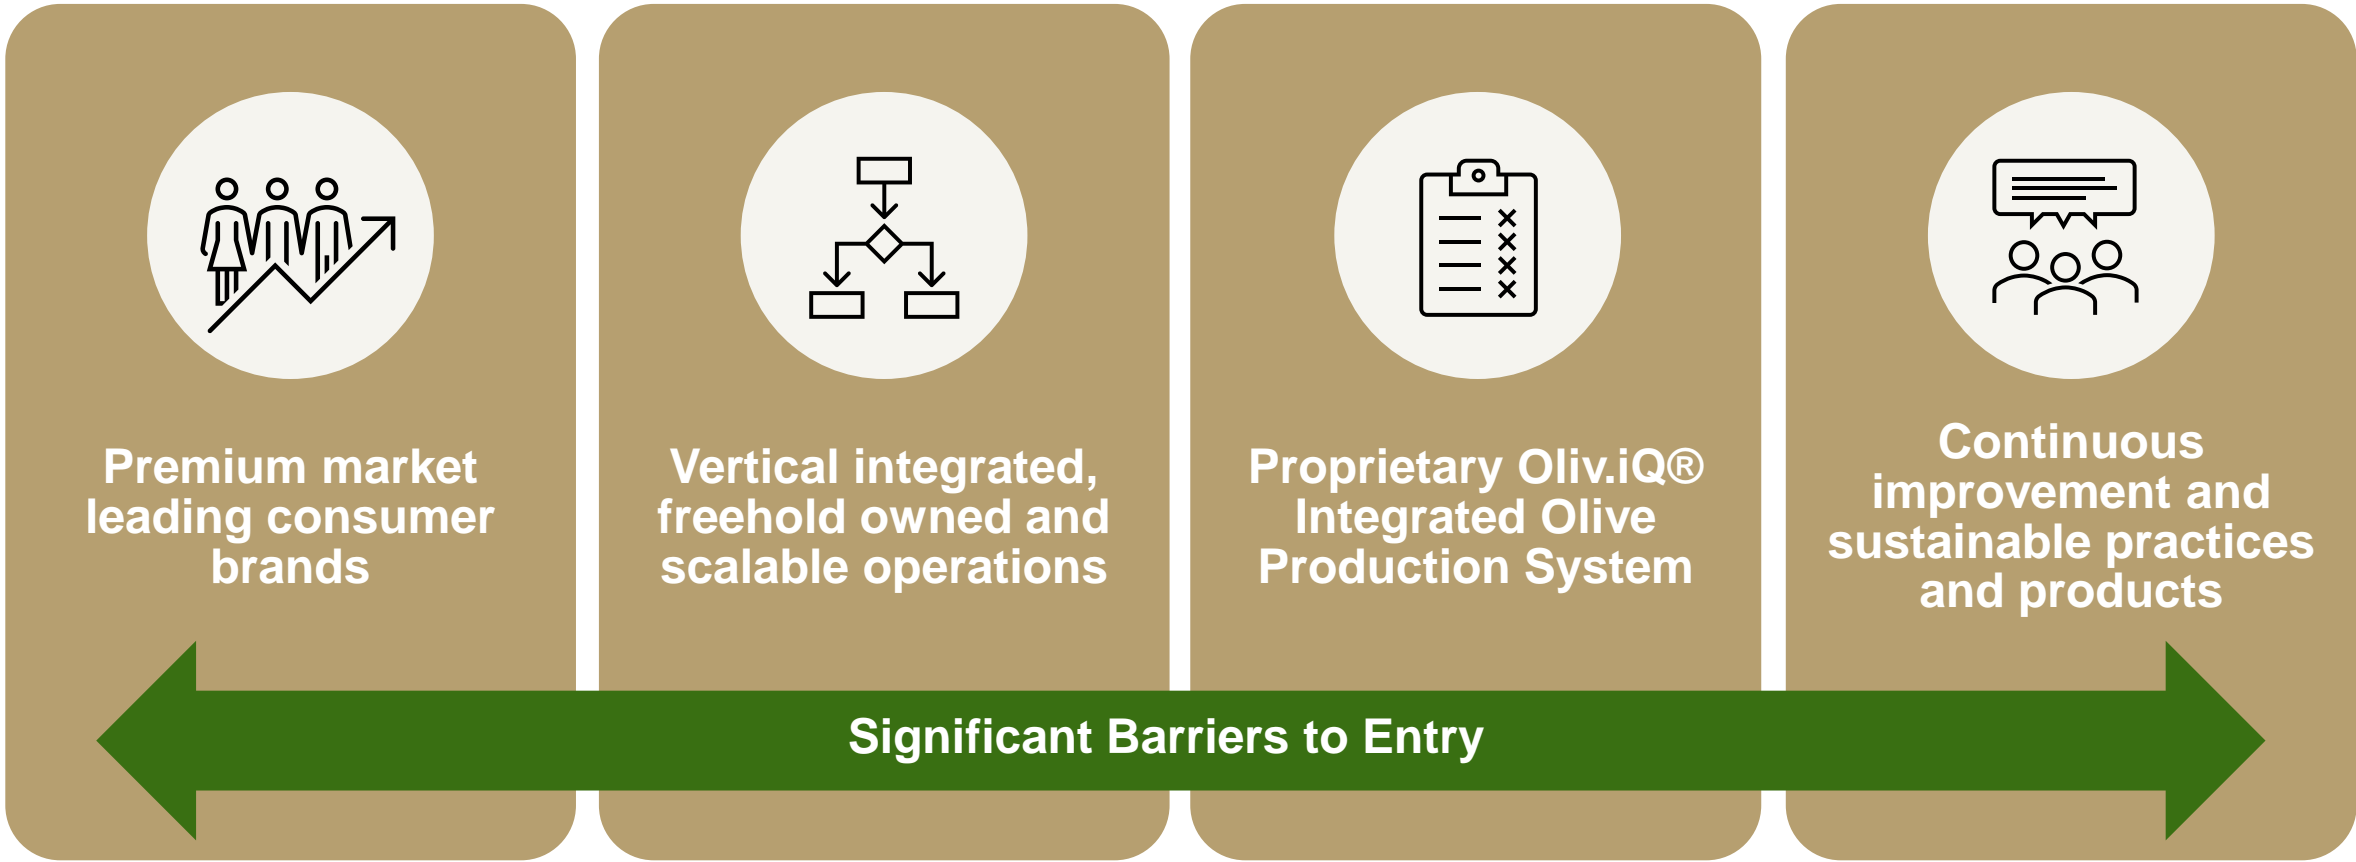 Premium market
leading consumer
brands
Vertical integrated,
freehold owned and
scalable operations
Proprietary Oliv.iQ®
Integrated Olive
Production System
Continuous
improvement and
sustainable practices
and products
Significant Barriers to Entry